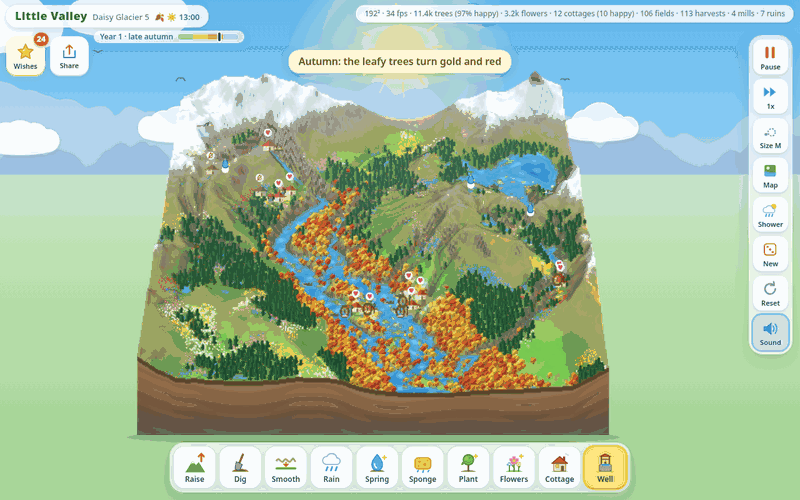 Little Valley Daisy Glacier 5 13:00
192² · 34 fps · 11.4k trees (97% happy) · 3.2k flowers · 12 cottages (10 happy) · 106 fields · 113 harvests · 4 mills · 7 ruins
Year 1 · late autumn
24
Wishes
Share
Autumn: the leafy trees turn gold and red
Pause
1x
Size M
Map
Shower
New
Reset
Sound
Raise
Dig
Smooth
Rain
Spring
Sponge
Plant
Flowers
Cottage
Well